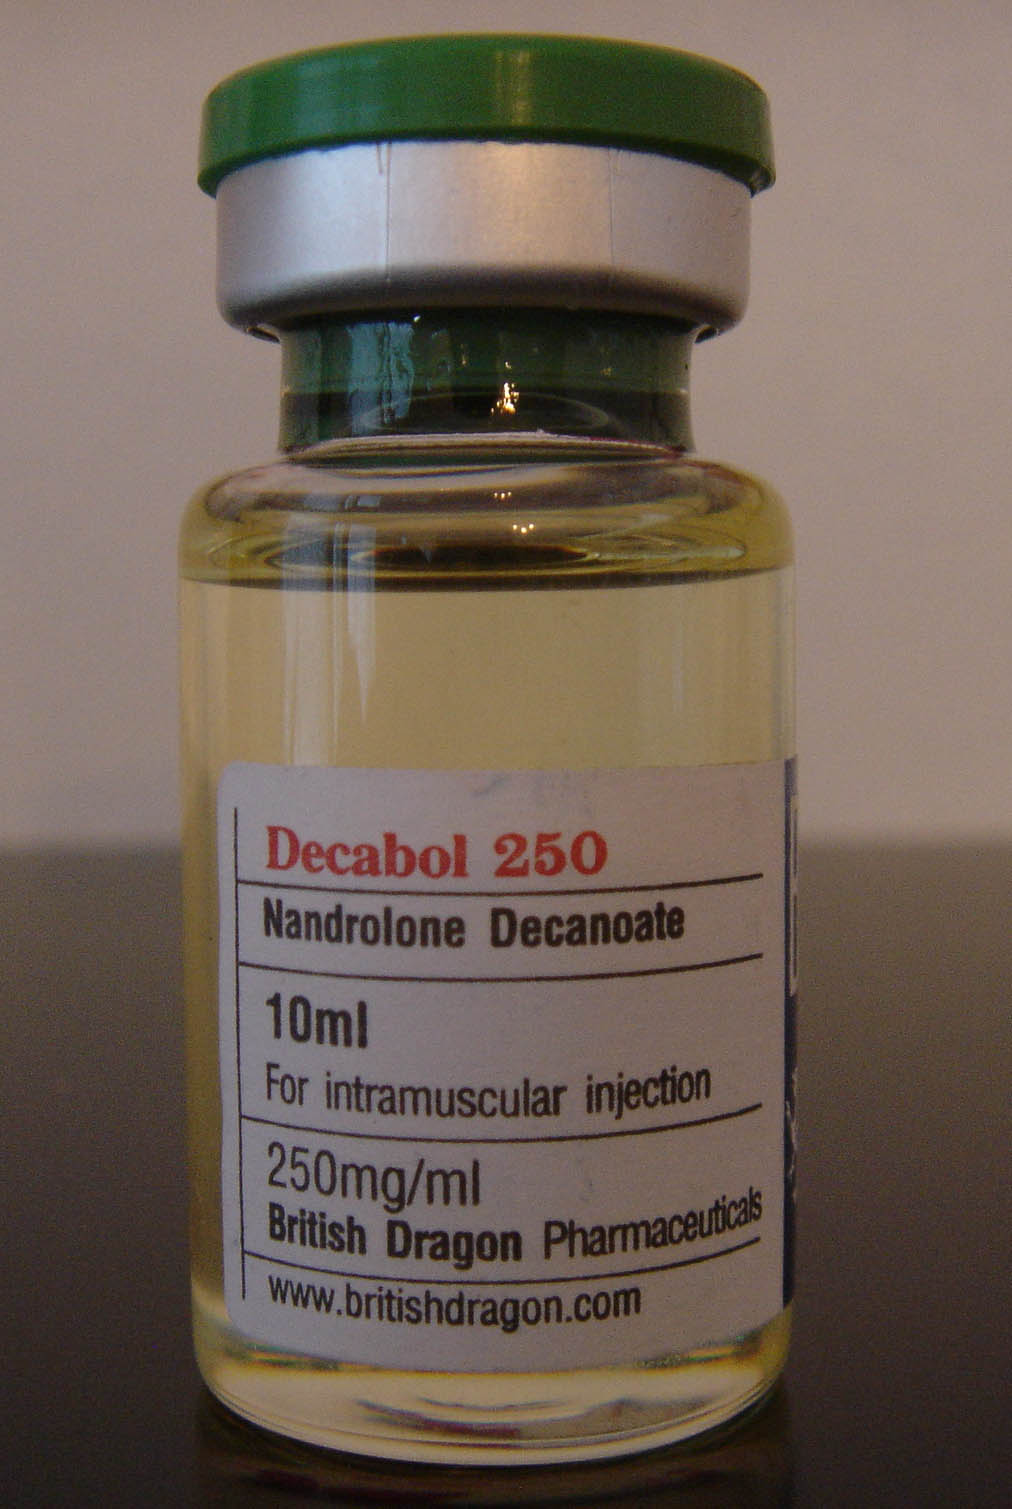 Decabol 250
Nandrolone Decanoate
10ml
For intramuscular injection
250mg/ml
British Dragon Pharmaceuticals
www.britishdragon.com